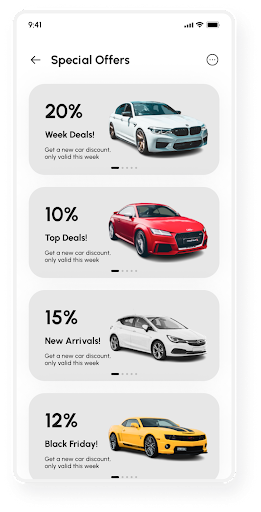 9:41
Special Offers
20%
Week Deals!
Get a new car discount,
only valid this week
10%
Top Deals!
Get a new car discount,
only valid this week
15%
New Arrivals!
Get a new car discount,
only valid this week
12%
Black Friday!
Get a new car discount,
only valid this week